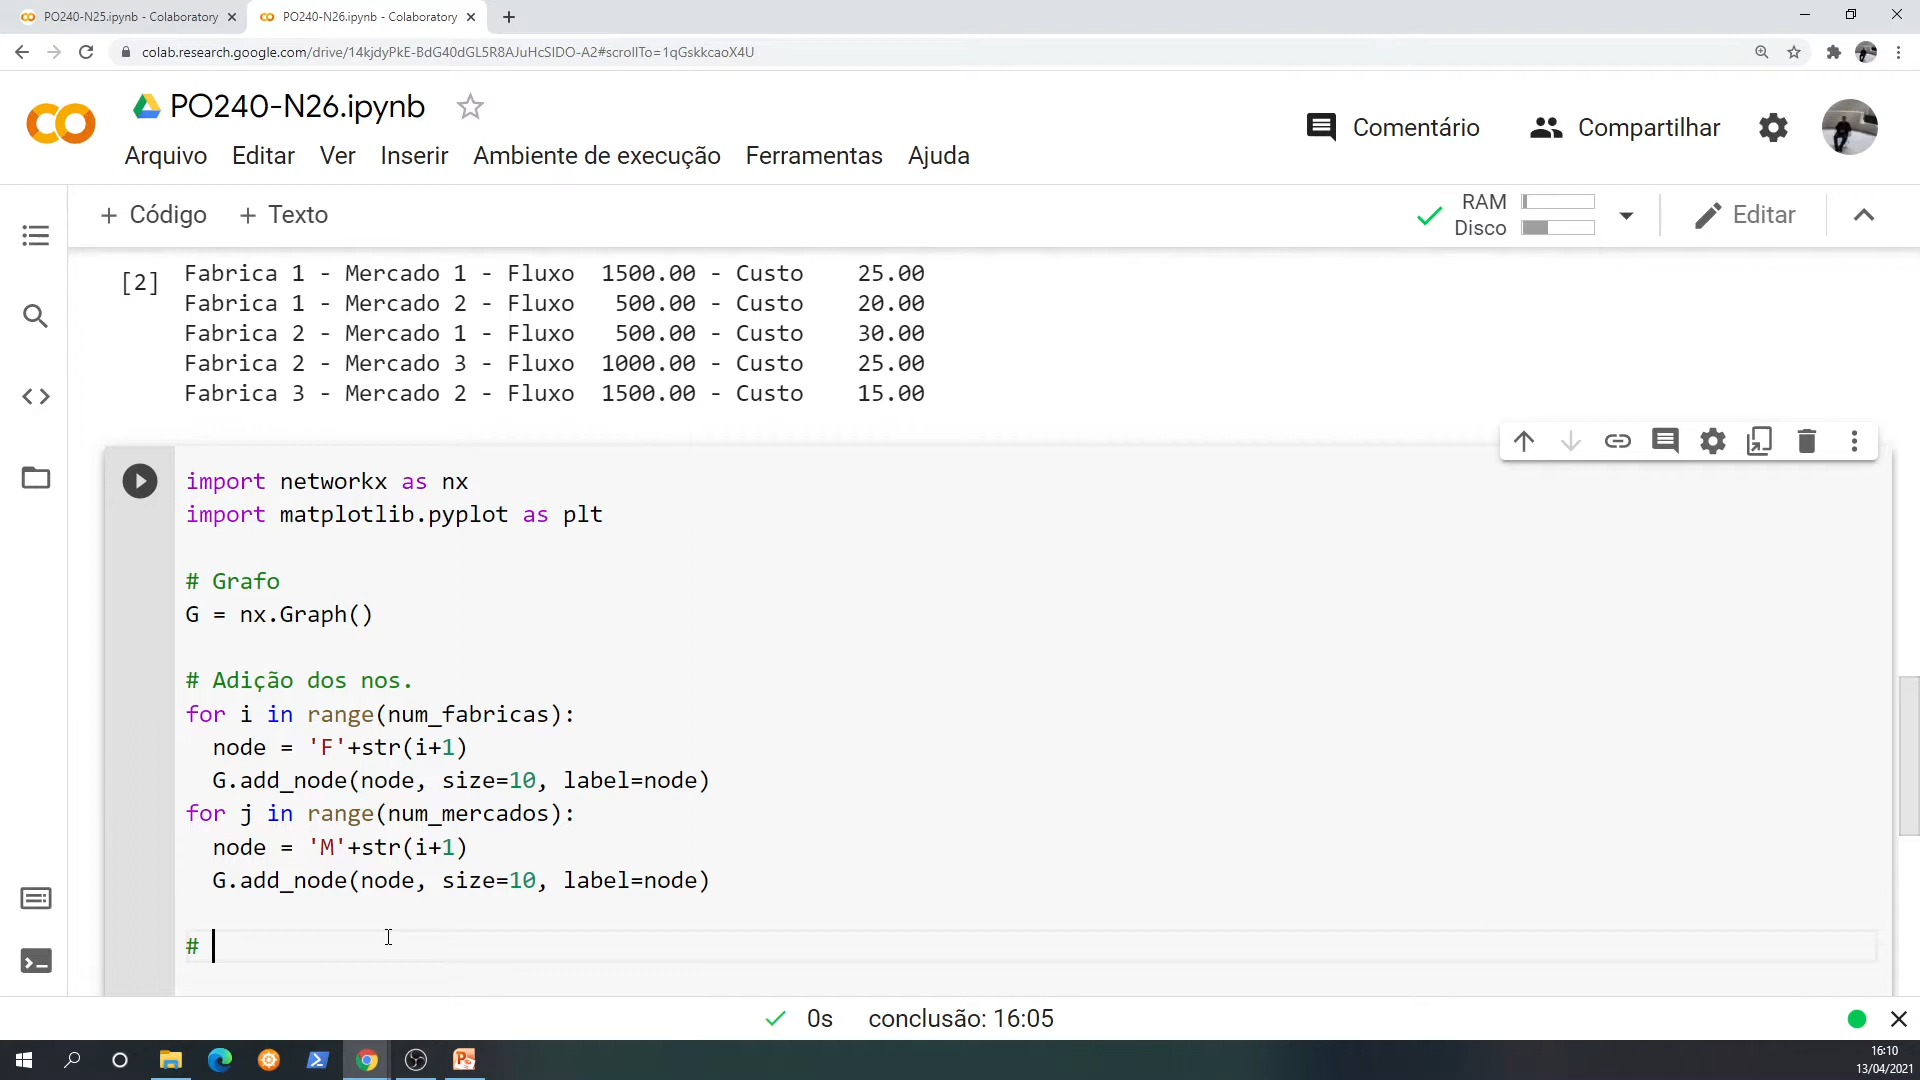 PO240-N25.ipynb - Colaboratory
PO240-N26.ipynb - Colaboratory
colab.research.google.com/drive/14kjdyPkE-BdG40dGL5R8AJuHcSIDO-A2#scrollTo=1qGskkcaoX4U
PO240-N26.ipynb
Comentário
Compartilhar
Arquivo Editar Ver Inserir Ambiente de execução Ferramentas Ajuda
+ Código + Texto
RAM
Disco
Editar
[2]
Fabrica 1 - Mercado 1 - Fluxo 1500.00 - Custo 25.00
Fabrica 1 - Mercado 2 - Fluxo 500.00 - Custo 20.00
Fabrica 2 - Mercado 1 - Fluxo 500.00 - Custo 30.00
Fabrica 2 - Mercado 3 - Fluxo 1000.00 - Custo 25.00
Fabrica 3 - Mercado 2 - Fluxo 1500.00 - Custo 15.00
import networkx as nx
import matplotlib.pyplot as plt
# Grafo
G = nx.Graph()
# Adição dos nos.
for i in range(num_fabricas):
node = 'F'+str(i+1)
G.add_node(node, size=10, label=node)
for j in range(num_mercados):
node = 'M'+str(i+1)
G.add_node(node, size=10, label=node)
#
0s conclusão: 16:05
16:10
13/04/2021